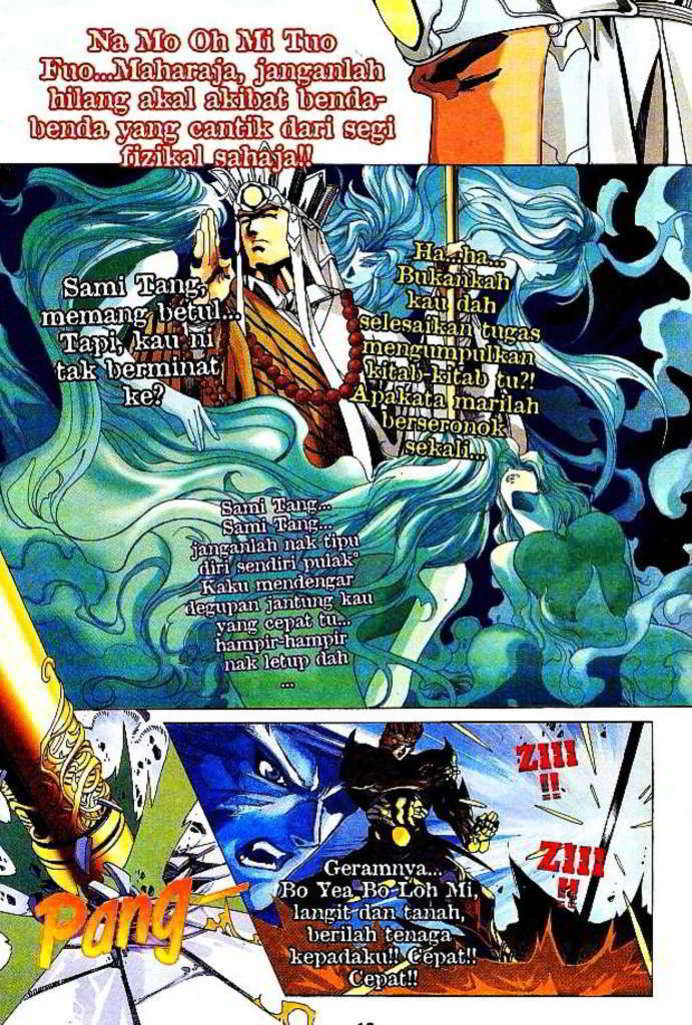 Na Mo Oh Mi Tuo
Fuo...Maharaja, janganlah
hilang akal akibat benda-
benda yang cantik dari segi
fizikal sahaja!!
Sami Tang,
memang betul...
Tapi, kau ni
tak berminat
ke?
Ha...ha...
Bukankah
kau dah
selesaikan tugas
mengumpulkan
kitab-kitab tu?!
Apakata marilah
berseronok
sekali...
Sami Tang...
Sami Tang...
janganlah nak tipu
diri sendiri pulak
Kaku mendengar
degupan jantung kau
yang cepat tu...
hampir-hampir
nak letup dah
...
ZIII
!!
ZIII
!!
Pang
Geramnya...
Bo Yea Bo Loh Mi,
langit dan tanah,
berilah tenaga
kepadaku!! Cepat!!
Cepat!!